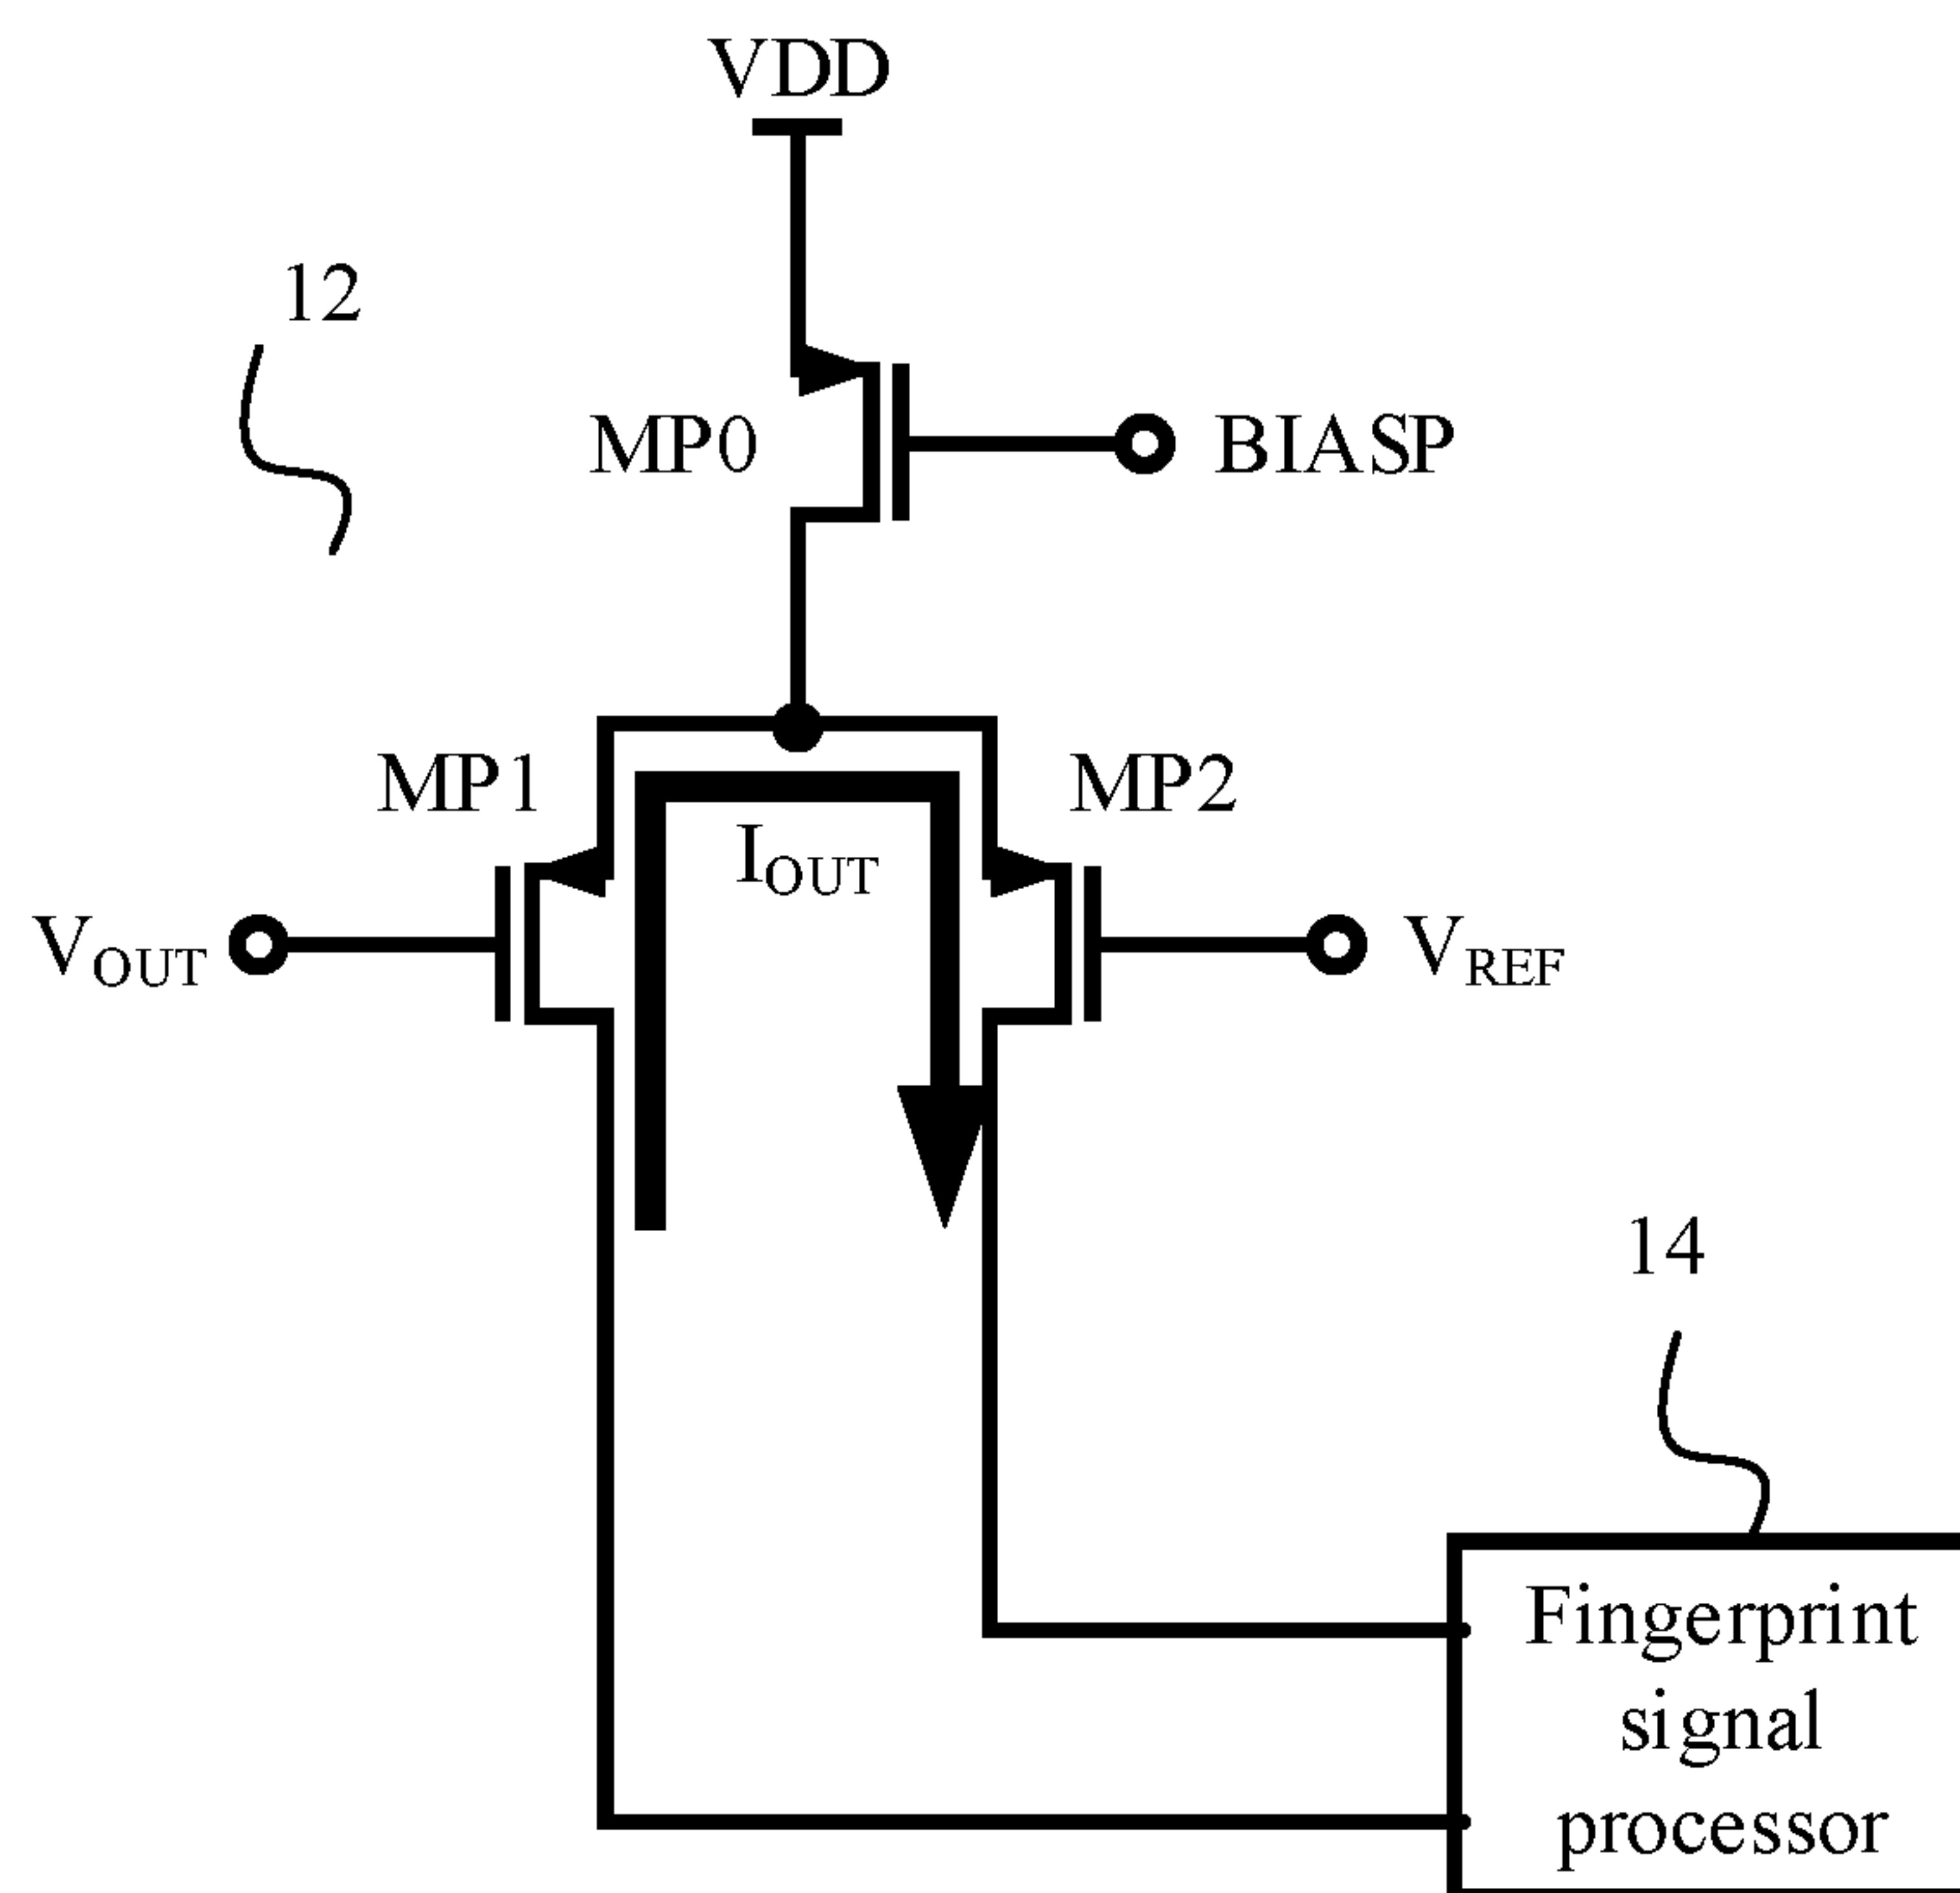 VDD
12
MP0
BIASP
MP1
MP2
IOUT
VOUT
VREF
14
Fingerprint
signal
processor